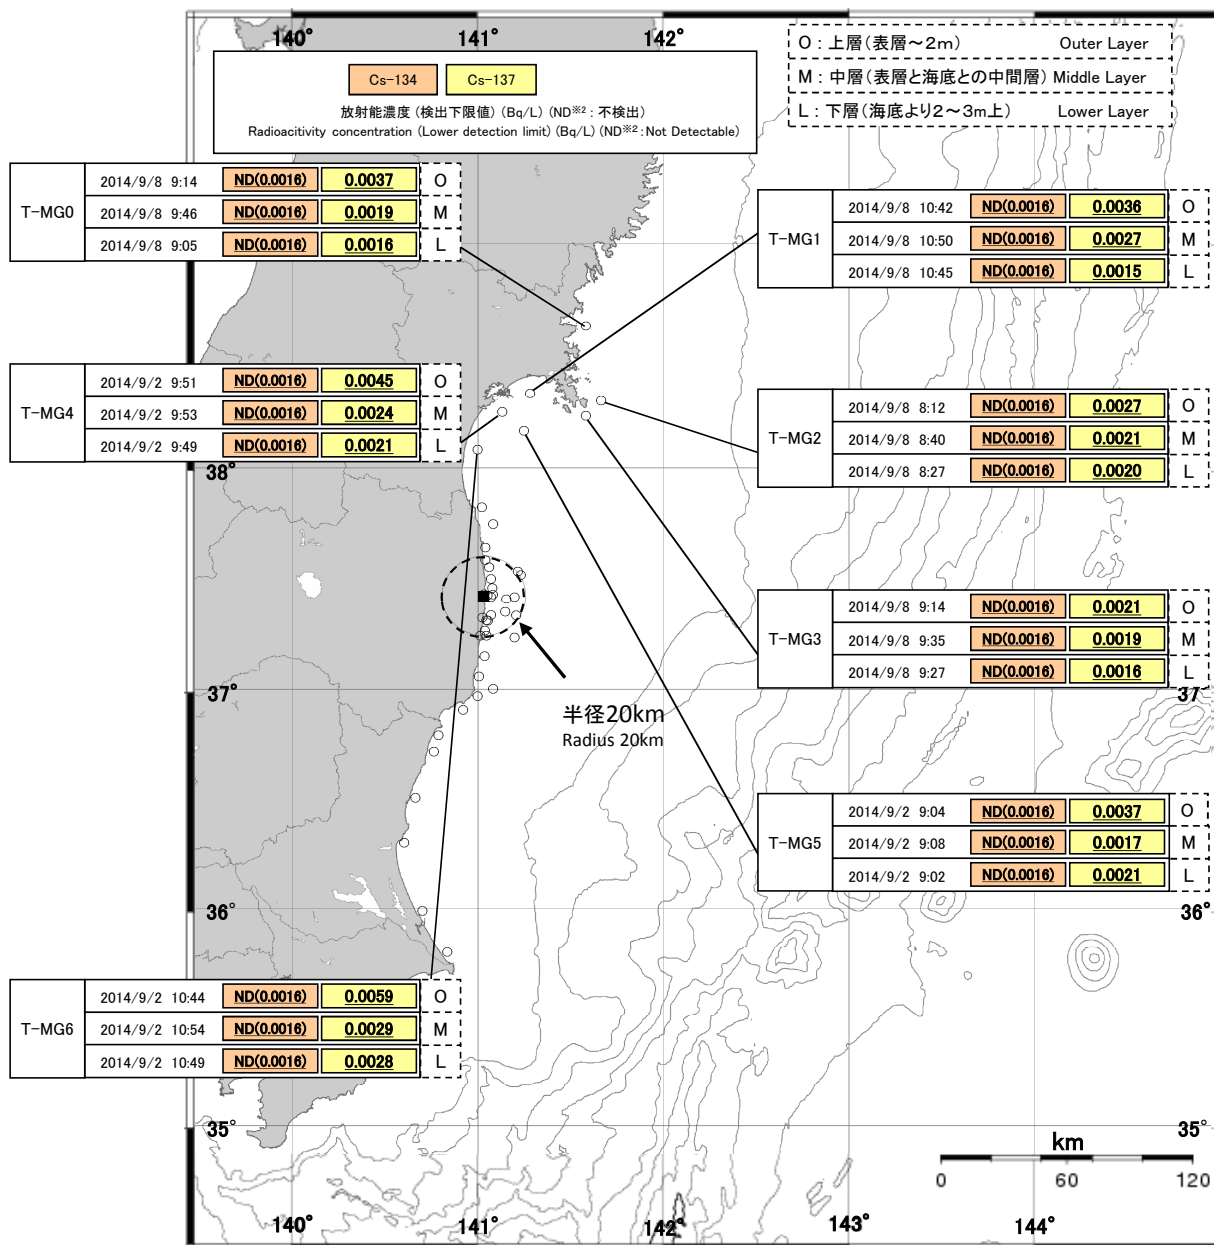 140°
141°
142°
O : 上層(表層～2m) Outer Layer
M : 中層(表層と海底との中間層) Middle Layer
L : 下層(海底より2～3m上) Lower Layer
Cs-134 Cs-137
放射能濃度 (検出下限値) (Bq/L) (ND※2 : 不検出)
Radioacitivity concentration (Lower detection limit) (Bq/L) (ND※2 : Not Detectable)
T-MG0
2014/9/8 9:14 ND(0.0016) 0.0037 O
2014/9/8 9:46 ND(0.0016) 0.0019 M
2014/9/8 9:05 ND(0.0016) 0.0016 L
T-MG1
2014/9/8 10:42 ND(0.0016) 0.0036 O
2014/9/8 10:50 ND(0.0016) 0.0027 M
2014/9/8 10:45 ND(0.0016) 0.0015 L
T-MG4
2014/9/2 9:51 ND(0.0016) 0.0045 O
2014/9/2 9:53 ND(0.0016) 0.0024 M
2014/9/2 9:49 ND(0.0016) 0.0021 L
T-MG2
2014/9/8 8:12 ND(0.0016) 0.0027 O
2014/9/8 8:40 ND(0.0016) 0.0021 M
2014/9/8 8:27 ND(0.0016) 0.0020 L
38°
T-MG3
2014/9/8 9:14 ND(0.0016) 0.0021 O
2014/9/8 9:35 ND(0.0016) 0.0019 M
2014/9/8 9:27 ND(0.0016) 0.0016 L
37°
37°
半径20km
Radius 20km
T-MG5
2014/9/2 9:04 ND(0.0016) 0.0037 O
2014/9/2 9:08 ND(0.0016) 0.0017 M
2014/9/2 9:02 ND(0.0016) 0.0021 L
36°
36°
T-MG6
2014/9/2 10:44 ND(0.0016) 0.0059 O
2014/9/2 10:54 ND(0.0016) 0.0029 M
2014/9/2 10:49 ND(0.0016) 0.0028 L
35°
35°
km
0 60 120
140°
141°
142°
143°
144°